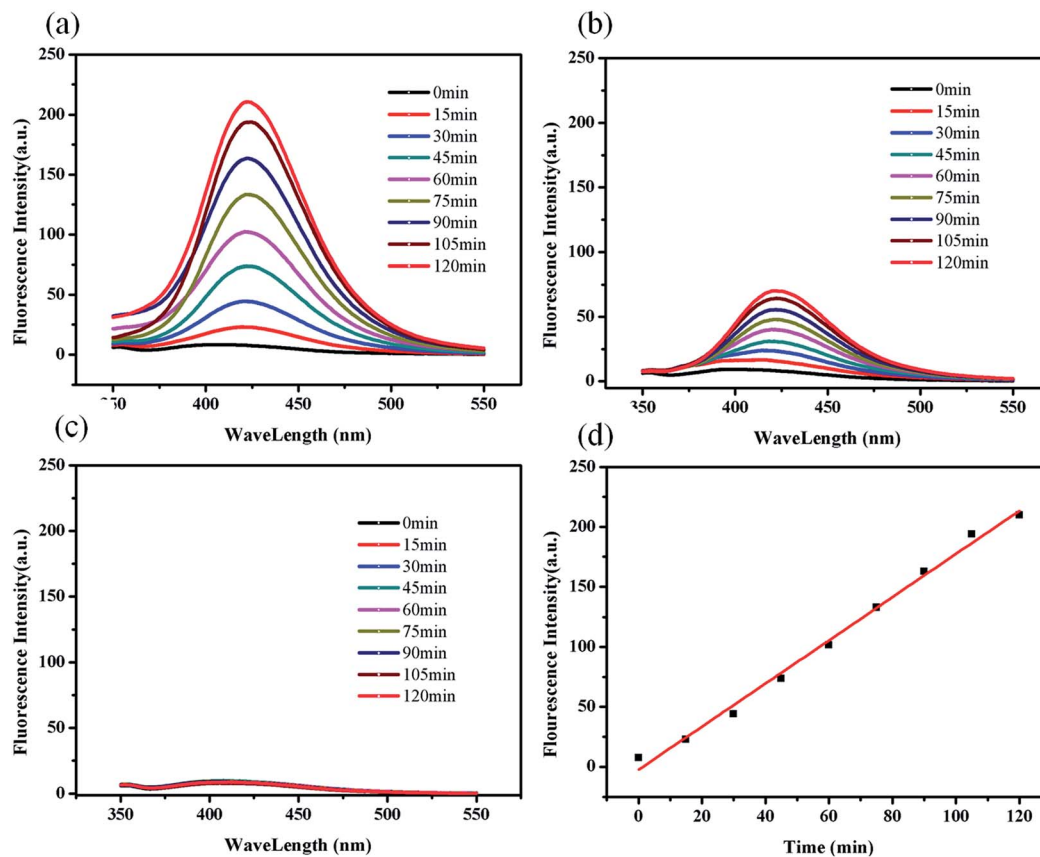 (a)
250
200
150
100
50
0
Fluorescence Intensity(a.u.)
0min
15min
30min
45min
60min
75min
90min
105min
120min
400 450 500 550
WaveLength (nm)
(b)
250
200
150
100
50
0
Fluorescence Intensity(a.u.)
0min
15min
30min
45min
60min
75min
90min
105min
120min
350 400 450 500 550
WaveLength (nm)
(c)
250
200
150
100
50
0
Fluorescence Intensity(a.u.)
0min
15min
30min
45min
60min
75min
90min
105min
120min
350 400 450 500 550
WaveLength (nm)
(d)
250
200
150
100
50
0
Flourescence Intensity(a.u.)
0 20 40 60 80 100 120
Time (min)